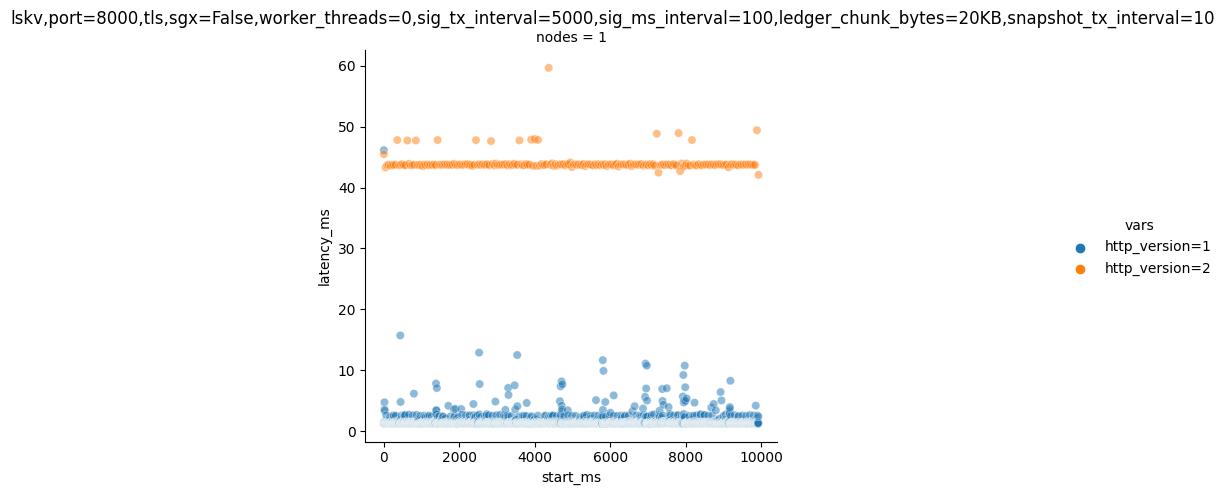 lskv,port=8000,tls,sgx=False,worker_threads=0,sig_tx_interval=5000,sig_ms_interval=100,ledger_chunk_bytes=20KB,snapshot_tx_interval=10
nodes = 1
60
50
40
30
20
10
0
latency_ms
0 2000 4000 6000 8000 10000
start_ms
vars
http_version=1
http_version=2